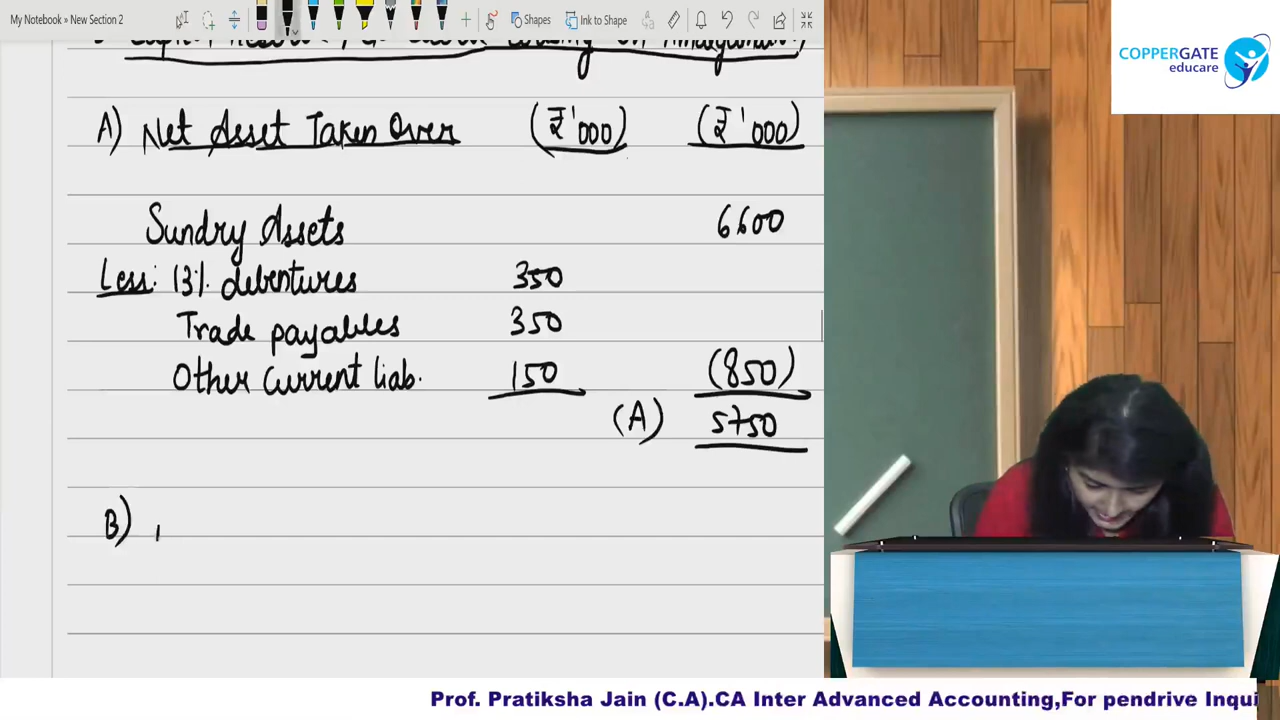 My Notebook » New Section 2
Shapes
Ink to Shape
COPPERGATE
educare
A) Net Asset Taken Over (₹'000) (₹'000)
Sundry Assets 6600
Less: 13% debentures 350
Trade payables 350
Other current liab. 150 (850)
(A) 5750
B)
Prof. Pratiksha Jain (C.A).CA Inter Advanced Accounting,For pendrive Inqui